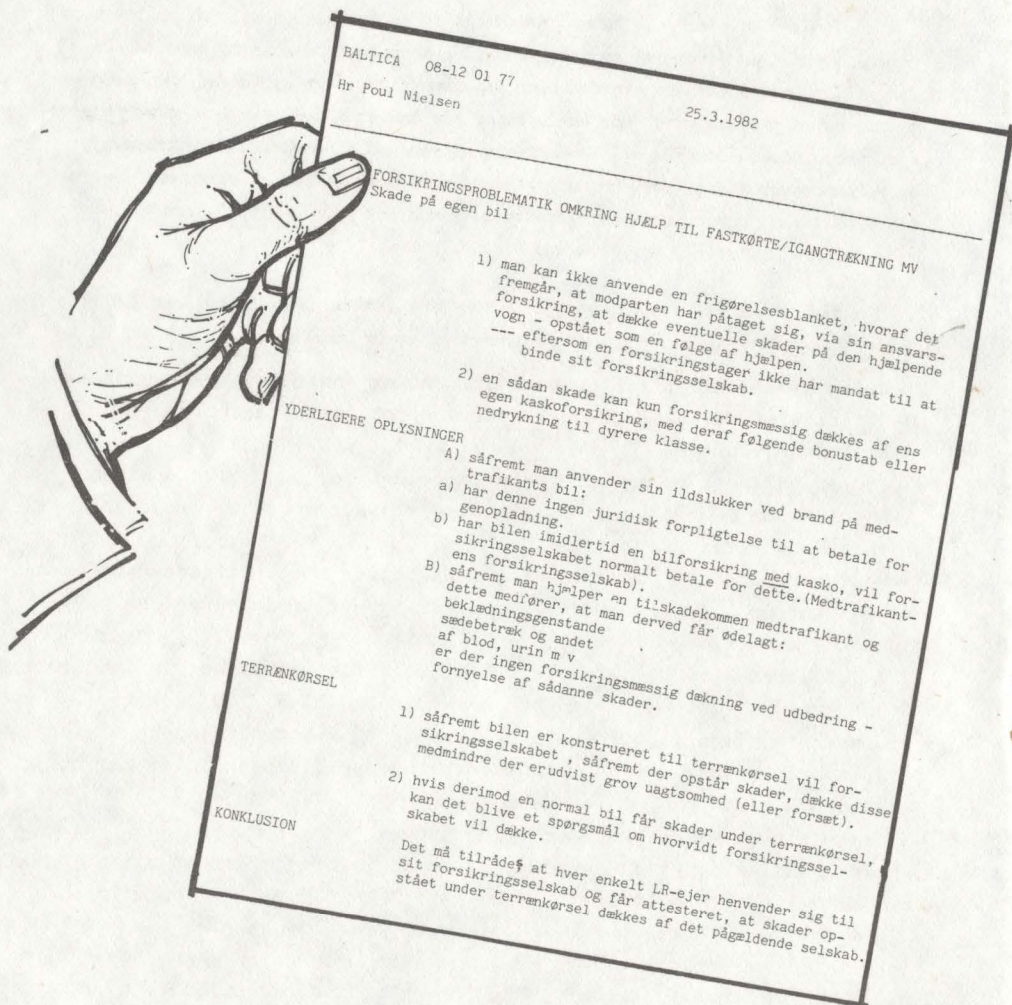 BALTICA 08-12 01 77
Hr Poul Nielsen 25.3.1982
FORSIKRINGSPROBLEMATIK OMKRING HJÆLP TIL FASTKØRTE/IGANGTRÆKNING MV
Skade på egen bil
1) man kan ikke anvende en frigørelsesblanket, hvoraf det
fremgår, at modparten har påtaget sig, via sin ansvars-
forsikring, at dække eventuelle skader på den hjælpende
vogn - opstået som en følge af hjælpen.
--- eftersom en forsikringstager ikke har mandat til at
binde sit forsikringsselskab.
2) en sådan skade kan kun forsikringsmæssig dækkes af ens
egen kaskoforsikring, med deraf følgende bonustab eller
nedrykning til dyrere klasse.
YDERLIGERE OPLYSNINGER
A) såfremt man anvender sin ildslukker ved brand på med-
trafikants bil:
a) har denne ingen juridisk forpligtelse til at betale for
genopladning.
b) har bilen imidlertid en bilforsikring med kasko, vil for-
sikringsselskabet normalt betale for dette.(Medtrafikant-
ens forsikringsselskab).
B) såfremt man hjælper en tilskadekommen medtrafikant og
dette medfører, at man derved får ødelagt:
beklædningsgenstande
sædebetræk og andet
af blod, urin m v
er der ingen forsikringsmæssig dækning ved udbedring -
fornyelse af sådanne skader.
TERRÆNKØRSEL
1) såfremt bilen er konstrueret til terrænkørsel vil for-
sikringsselskabet , såfremt der opstår skader, dække disse
medmindre der erudvist grov uagtsomhed (eller forsæt).
2) hvis derimod en normal bil får skader under terrænkørsel,
kan det blive et spørgsmål om hvorvidt forsikringssel-
skabet vil dække.
KONKLUSION
Det må tilrådes at hver enkelt LR-ejer henvender sig til
sit forsikringsselskab og får attesteret, at skader op-
stået under terrænkørsel dækkes af det pågældende selskab.